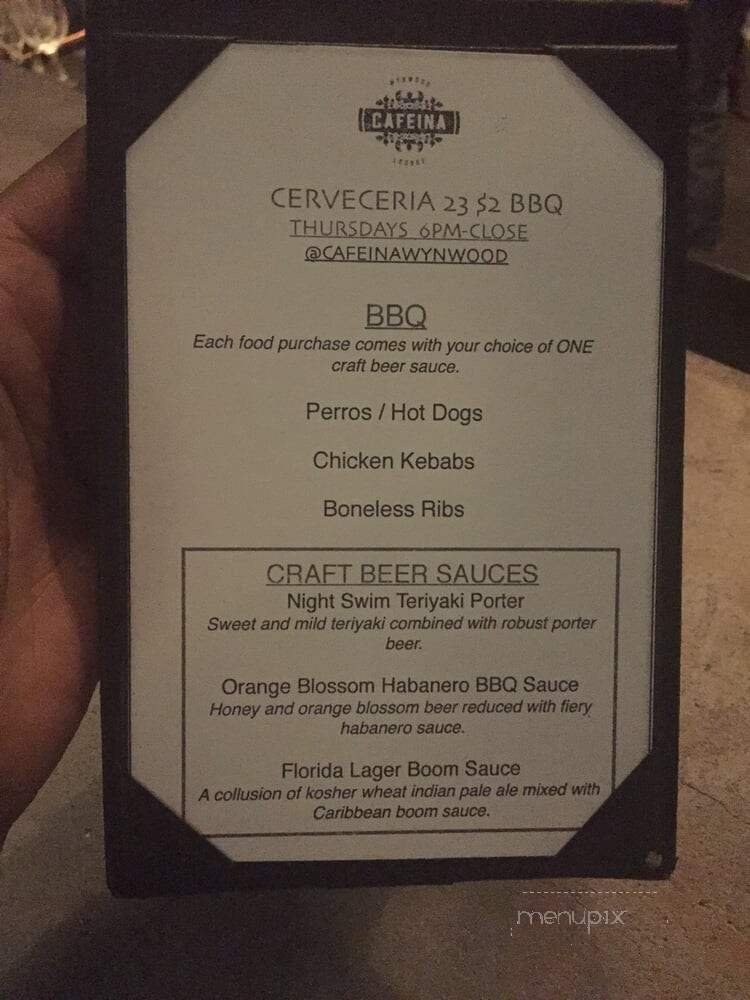 WYNWOOD
CAFEINA
LOUNGE
CERVECERIA 23 $2 BBQ
THURSDAYS 6PM-CLOSE
@CAFEINAWYNWOOD
BBQ
Each food purchase comes with your choice of ONE
craft beer sauce.
Perros / Hot Dogs
Chicken Kebabs
Boneless Ribs
CRAFT BEER SAUCES
Night Swim Teriyaki Porter
Sweet and mild teriyaki combined with robust porter
beer.
Orange Blossom Habanero BBQ Sauce
Honey and orange blossom beer reduced with fiery
habanero sauce.
Florida Lager Boom Sauce
A collusion of kosher wheat indian pale ale mixed with
Caribbean boom sauce.
menupix